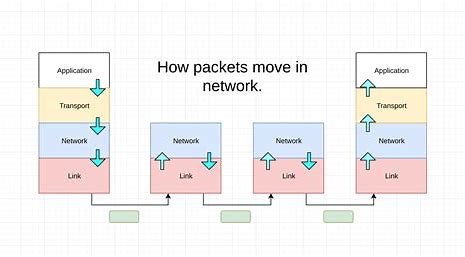 How packets move in
network.
Application
Transport
Network
Link
Network
Link
Network
Link
Application
Transport
Network
Link